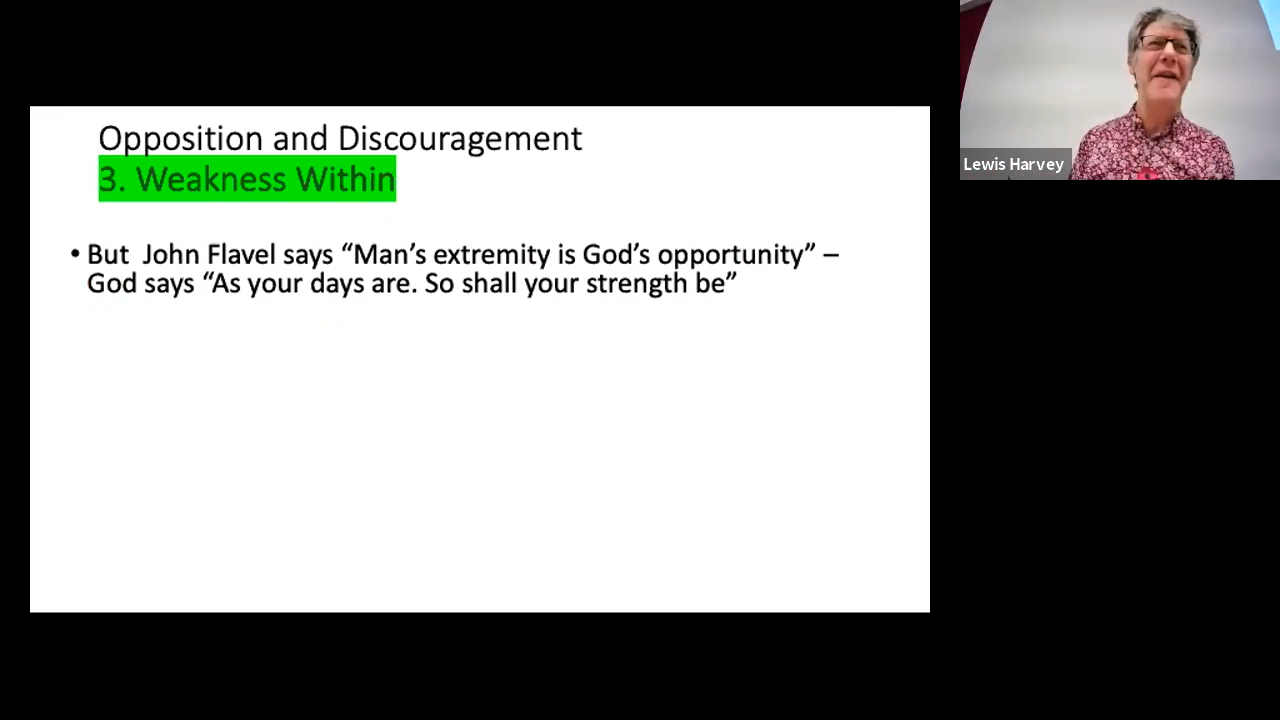 Opposition and Discouragement
3. Weakness Within
• But John Flavel says “Man’s extremity is God’s opportunity” –
God says “As your days are. So shall your strength be”
Lewis Harvey